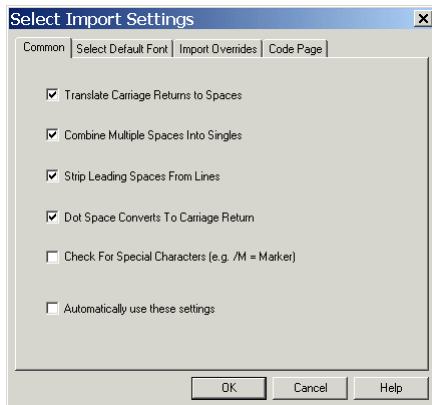 Select Import Settings
Common Select Default Font Import Overrides Code Page
Translate Carriage Returns to Spaces
Combine Multiple Spaces Into Singles
Strip Leading Spaces From Lines
Dot Space Converts To Carriage Return
Check For Special Characters (e.g. /M = Marker)
Automatically use these settings
OK Cancel Help